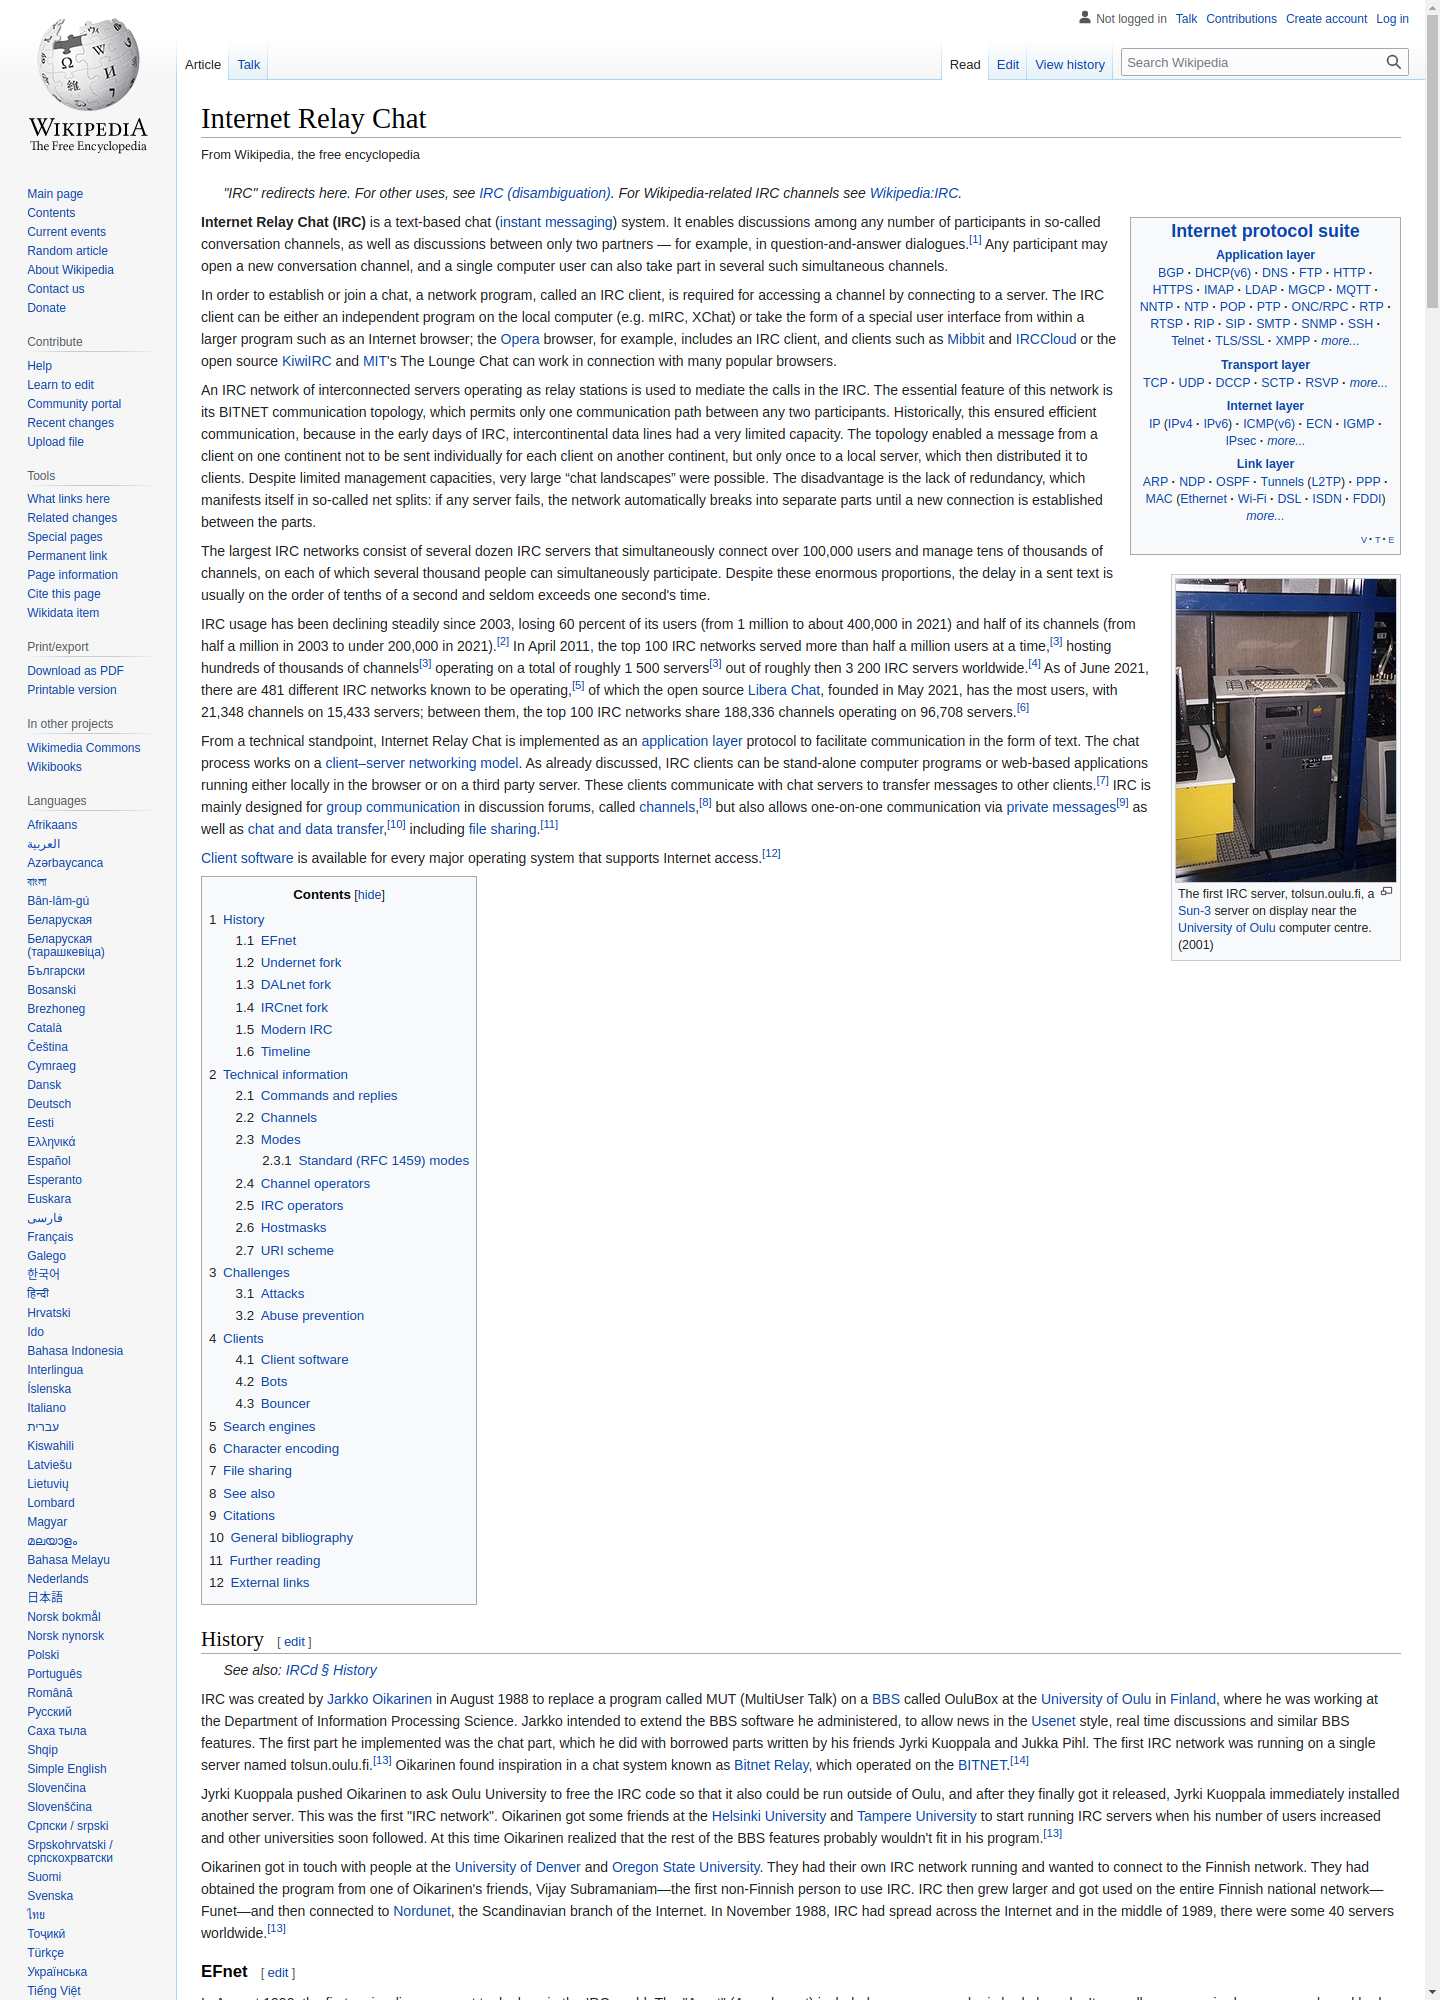 Not logged in Talk Contributions Create account Log in
Article Talk Read Edit View history Search Wikipedia
WIKIPEDIA
The Free Encyclopedia
Main page
Contents
Current events
Random article
About Wikipedia
Contact us
Donate
Contribute
Help
Learn to edit
Community portal
Recent changes
Upload file
Tools
What links here
Related changes
Special pages
Permanent link
Page information
Cite this page
Wikidata item
Print/export
Download as PDF
Printable version
In other projects
Wikimedia Commons
Wikibooks
Languages
Afrikaans
العربية
Azərbaycanca
বাংলা
Bân-lâm-gú
Беларуская
Беларуская
(тарашкевіца)
Български
Bosanski
Brezhoneg
Català
Čeština
Cymraeg
Dansk
Deutsch
Eesti
Ελληνικά
Español
Esperanto
Euskara
فارسی
Français
Galego
한국어
हिन्दी
Hrvatski
Ido
Bahasa Indonesia
Interlingua
Íslenska
Italiano
עברית
Kiswahili
Latviešu
Lietuvių
Lombard
Magyar
മലയാളം
Bahasa Melayu
Nederlands
日本語
Norsk bokmål
Norsk nynorsk
Polski
Português
Română
Русский
Саха тыла
Shqip
Simple English
Slovenčina
Slovenščina
Српски / srpski
Srpskohrvatski /
српскохрватски
Suomi
Svenska
ไทย
Тоҷикӣ
Türkçe
Українська
Tiếng Việt
Internet Relay Chat
From Wikipedia, the free encyclopedia
"IRC" redirects here. For other uses, see IRC (disambiguation). For Wikipedia-related IRC channels see Wikipedia:IRC.
Internet Relay Chat (IRC) is a text-based chat (instant messaging) system. It enables discussions among any number of participants in so-called
conversation channels, as well as discussions between only two partners — for example, in question-and-answer dialogues.[1] Any participant may
open a new conversation channel, and a single computer user can also take part in several such simultaneous channels.
In order to establish or join a chat, a network program, called an IRC client, is required for accessing a channel by connecting to a server. The IRC
client can be either an independent program on the local computer (e.g. mIRC, XChat) or take the form of a special user interface from within a
larger program such as an Internet browser; the Opera browser, for example, includes an IRC client, and clients such as Mibbit and IRCCloud or the
open source KiwiIRC and MIT's The Lounge Chat can work in connection with many popular browsers.
An IRC network of interconnected servers operating as relay stations is used to mediate the calls in the IRC. The essential feature of this network is
its BITNET communication topology, which permits only one communication path between any two participants. Historically, this ensured efficient
communication, because in the early days of IRC, intercontinental data lines had a very limited capacity. The topology enabled a message from a
client on one continent not to be sent individually for each client on another continent, but only once to a local server, which then distributed it to
clients. Despite limited management capacities, very large “chat landscapes” were possible. The disadvantage is the lack of redundancy, which
manifests itself in so-called net splits: if any server fails, the network automatically breaks into separate parts until a new connection is established
between the parts.
The largest IRC networks consist of several dozen IRC servers that simultaneously connect over 100,000 users and manage tens of thousands of
channels, on each of which several thousand people can simultaneously participate. Despite these enormous proportions, the delay in a sent text is
usually on the order of tenths of a second and seldom exceeds one second's time.
IRC usage has been declining steadily since 2003, losing 60 percent of its users (from 1 million to about 400,000 in 2021) and half of its channels (from
half a million in 2003 to under 200,000 in 2021).[2] In April 2011, the top 100 IRC networks served more than half a million users at a time,[3] hosting
hundreds of thousands of channels[3] operating on a total of roughly 1 500 servers[3] out of roughly then 3 200 IRC servers worldwide.[4] As of June 2021,
there are 481 different IRC networks known to be operating,[5] of which the open source Libera Chat, founded in May 2021, has the most users, with
21,348 channels on 15,433 servers; between them, the top 100 IRC networks share 188,336 channels operating on 96,708 servers.[6]
From a technical standpoint, Internet Relay Chat is implemented as an application layer protocol to facilitate communication in the form of text. The chat
process works on a client–server networking model. As already discussed, IRC clients can be stand-alone computer programs or web-based applications
running either locally in the browser or on a third party server. These clients communicate with chat servers to transfer messages to other clients.[7] IRC is
mainly designed for group communication in discussion forums, called channels,[8] but also allows one-on-one communication via private messages[9] as
well as chat and data transfer,[10] including file sharing.[11]
Client software is available for every major operating system that supports Internet access.[12]
Internet protocol suite
Application layer
BGP · DHCP(v6) · DNS · FTP · HTTP ·
HTTPS · IMAP · LDAP · MGCP · MQTT ·
NNTP · NTP · POP · PTP · ONC/RPC · RTP ·
RTSP · RIP · SIP · SMTP · SNMP · SSH ·
Telnet · TLS/SSL · XMPP · more...
Transport layer
TCP · UDP · DCCP · SCTP · RSVP · more...
Internet layer
IP (IPv4 · IPv6) · ICMP(v6) · ECN · IGMP ·
IPsec · more...
Link layer
ARP · NDP · OSPF · Tunnels (L2TP) · PPP ·
MAC (Ethernet · Wi-Fi · DSL · ISDN · FDDI)
more...
V · T · E
The first IRC server, tolsun.oulu.fi, a
Sun-3 server on display near the
University of Oulu computer centre.
(2001)
Contents [hide]
1 History
1.1 EFnet
1.2 Undernet fork
1.3 DALnet fork
1.4 IRCnet fork
1.5 Modern IRC
1.6 Timeline
2 Technical information
2.1 Commands and replies
2.2 Channels
2.3 Modes
2.3.1 Standard (RFC 1459) modes
2.4 Channel operators
2.5 IRC operators
2.6 Hostmasks
2.7 URI scheme
3 Challenges
3.1 Attacks
3.2 Abuse prevention
4 Clients
4.1 Client software
4.2 Bots
4.3 Bouncer
5 Search engines
6 Character encoding
7 File sharing
8 See also
9 Citations
10 General bibliography
11 Further reading
12 External links
History [ edit ]
See also: IRCd § History
IRC was created by Jarkko Oikarinen in August 1988 to replace a program called MUT (MultiUser Talk) on a BBS called OuluBox at the University of Oulu in Finland, where he was working at
the Department of Information Processing Science. Jarkko intended to extend the BBS software he administered, to allow news in the Usenet style, real time discussions and similar BBS
features. The first part he implemented was the chat part, which he did with borrowed parts written by his friends Jyrki Kuoppala and Jukka Pihl. The first IRC network was running on a single
server named tolsun.oulu.fi.[13] Oikarinen found inspiration in a chat system known as Bitnet Relay, which operated on the BITNET.[14]
Jyrki Kuoppala pushed Oikarinen to ask Oulu University to free the IRC code so that it also could be run outside of Oulu, and after they finally got it released, Jyrki Kuoppala immediately installed
another server. This was the first "IRC network". Oikarinen got some friends at the Helsinki University and Tampere University to start running IRC servers when his number of users increased
and other universities soon followed. At this time Oikarinen realized that the rest of the BBS features probably wouldn't fit in his program.[13]
Oikarinen got in touch with people at the University of Denver and Oregon State University. They had their own IRC network running and wanted to connect to the Finnish network. They had
obtained the program from one of Oikarinen's friends, Vijay Subramaniam—the first non-Finnish person to use IRC. IRC then grew larger and got used on the entire Finnish national network—
Funet—and then connected to Nordunet, the Scandinavian branch of the Internet. In November 1988, IRC had spread across the Internet and in the middle of 1989, there were some 40 servers
worldwide.[13]
EFnet [ edit ]